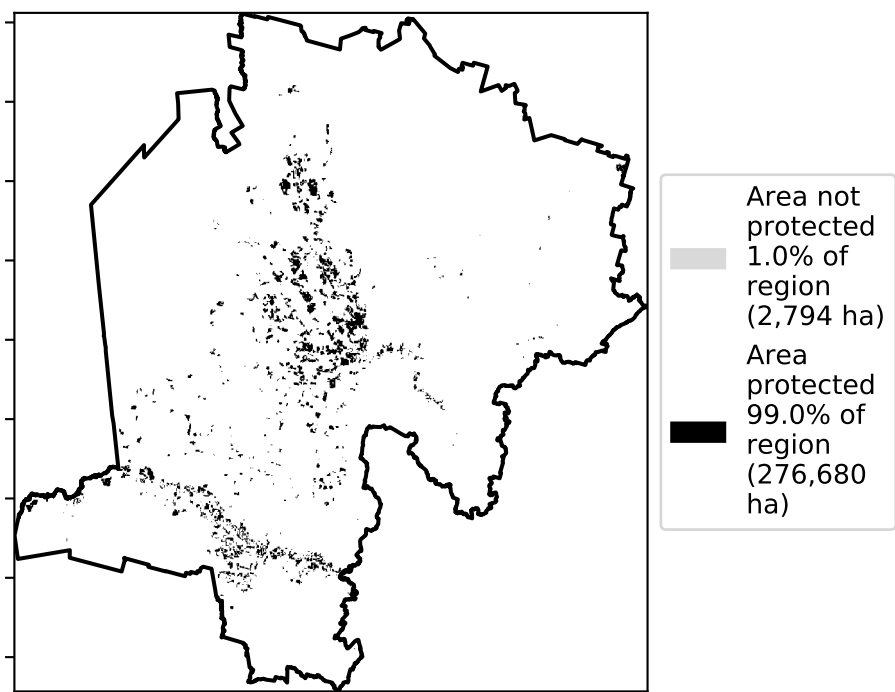 Area not
protected
1.0% of
region
(2,794 ha)
Area
protected
99.0% of
region
(276,680
ha)